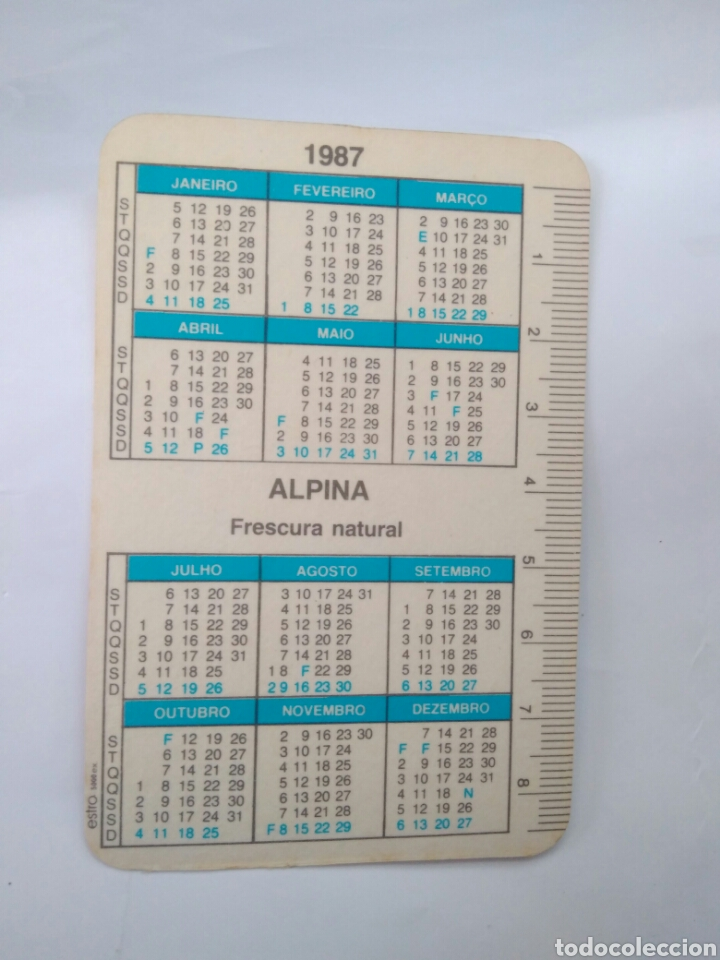 1987
JANEIRO FEVEREIRO MARÇO
S 5 12 19 26 2 9 16 23 2 9 16 23 30
T 6 13 20 27 3 10 17 24 E 10 17 24 31
Q 7 14 21 28 4 11 18 25 4 11 18 25
Q F 8 15 22 29 5 12 19 26 5 12 19 26
S 2 9 16 23 30 6 13 20 27 6 13 20 27
S 3 10 17 24 31 7 14 21 28 7 14 21 28
D 4 11 18 25 1 8 15 22 1 8 15 22 29
ABRIL MAIO JUNHO
S 6 13 20 27 4 11 18 25 1 8 15 22 29
T 7 14 21 28 5 12 19 26 2 9 16 23 30
Q 1 8 15 22 29 6 13 20 27 3 F 17 24
Q 2 9 16 23 30 7 14 21 28 4 11 F 25
S 3 10 F 24 F 8 15 22 29 5 12 19 26
S 4 11 18 F 2 9 16 23 30 6 13 20 27
D 5 12 P 26 3 10 17 24 31 7 14 21 28
ALPINA
Frescura natural
JULHO AGOSTO SETEMBRO
S 6 13 20 27 3 10 17 24 31 7 14 21 28
T 7 14 21 28 4 11 18 25 1 8 15 22 29
Q 1 8 15 22 29 5 12 19 26 2 9 16 23 30
Q 2 9 16 23 30 6 13 20 27 3 10 17 24
S 3 10 17 24 31 7 14 21 28 4 11 18 25
S 4 11 18 25 1 8 F 22 29 5 12 19 26
D 5 12 19 26 2 9 16 23 30 6 13 20 27
OUTUBRO NOVEMBRO DEZEMBRO
S F 12 19 26 2 9 16 23 30 7 14 21 28
T 6 13 20 27 3 10 17 24 F F 15 22 29
Q 7 14 21 28 4 11 18 25 2 9 16 23 30
Q 1 8 15 22 29 5 12 19 26 3 10 17 24 31
S 2 9 16 23 30 6 13 20 27 4 11 18 N
S 3 10 17 24 31 7 14 21 28 5 12 19 26
D 4 11 18 25 F 8 15 22 29 6 13 20 27
1
2
3
4
5
6
7
8
estro 5000 ex.
todocoleccion